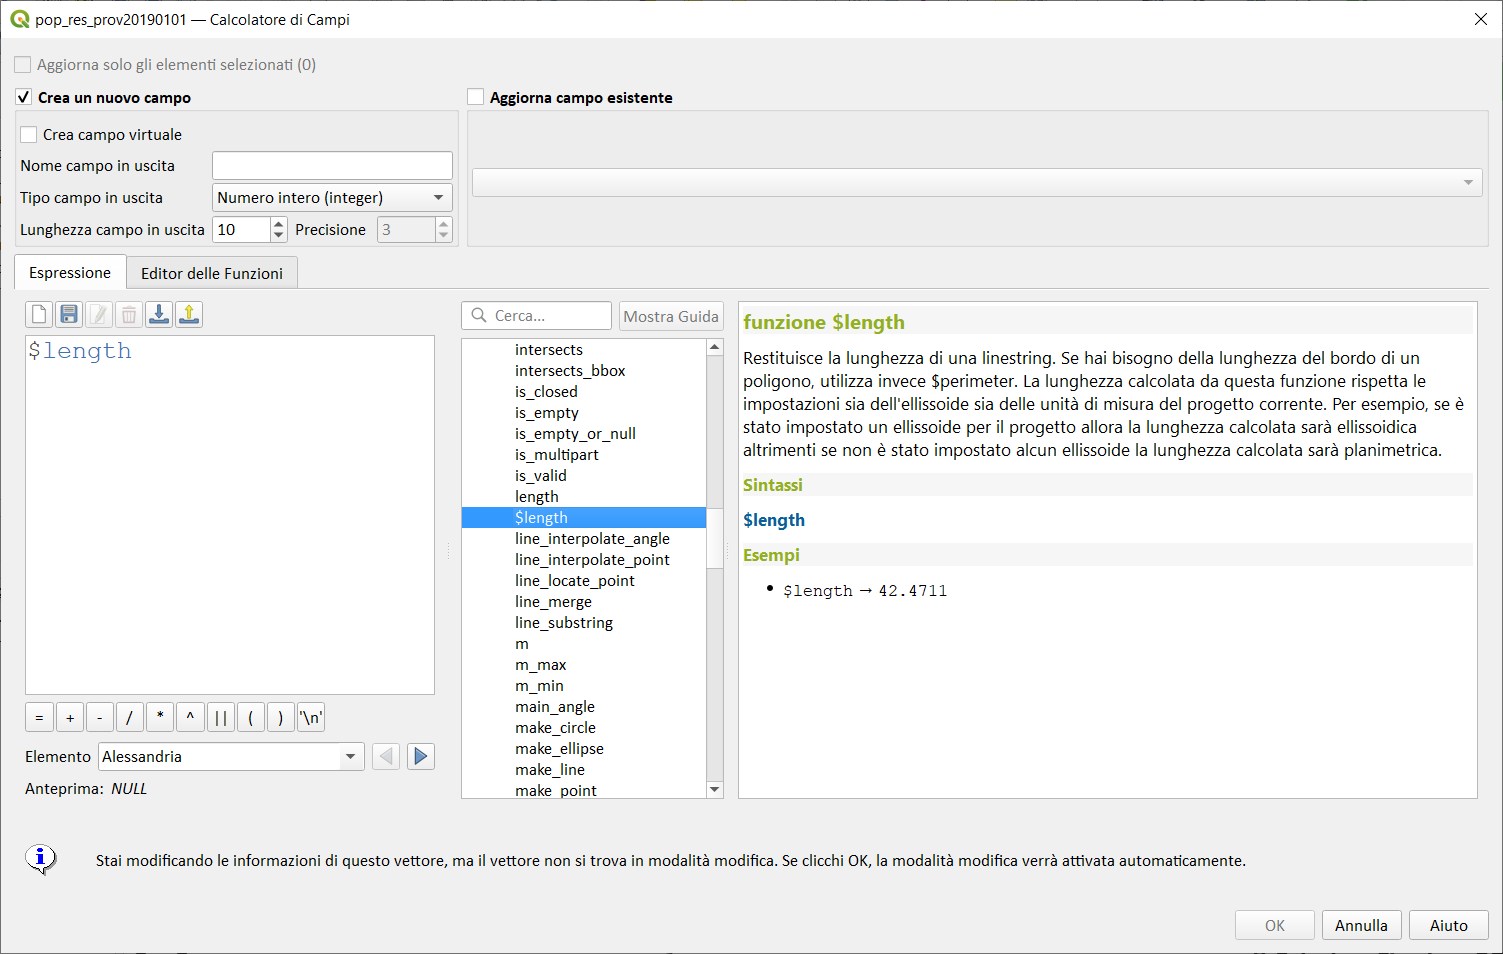 pop_res_prov20190101 — Calcolatore di Campi
Aggiorna solo gli elementi selezionati (0)
Crea un nuovo campo
Aggiorna campo esistente
Crea campo virtuale
Nome campo in uscita
Tipo campo in uscita Numero intero (integer)
Lunghezza campo in uscita 10 Precisione 3
Espressione Editor delle Funzioni
$length
= + - / * ^ || ( ) '\n'
Elemento Alessandria
Anteprima: NULL
Cerca... Mostra Guida
intersects
intersects_bbox
is_closed
is_empty
is_empty_or_null
is_multipart
is_valid
length
$length
line_interpolate_angle
line_interpolate_point
line_locate_point
line_merge
line_substring
m
m_max
m_min
main_angle
make_circle
make_ellipse
make_line
make_point
funzione $length
Restituisce la lunghezza di una linestring. Se hai bisogno della lunghezza del bordo di un
poligono, utilizza invece $perimeter. La lunghezza calcolata da questa funzione rispetta le
impostazioni sia dell'ellissoide sia delle unità di misura del progetto corrente. Per esempio, se è
stato impostato un ellissoide per il progetto allora la lunghezza calcolata sarà ellissoidica
altrimenti se non è stato impostato alcun ellissoide la lunghezza calcolata sarà planimetrica.
Sintassi
$length
Esempi
• $length → 42.4711
Stai modificando le informazioni di questo vettore, ma il vettore non si trova in modalità modifica. Se clicchi OK, la modalità modifica verrà attivata automaticamente.
OK Annulla Aiuto